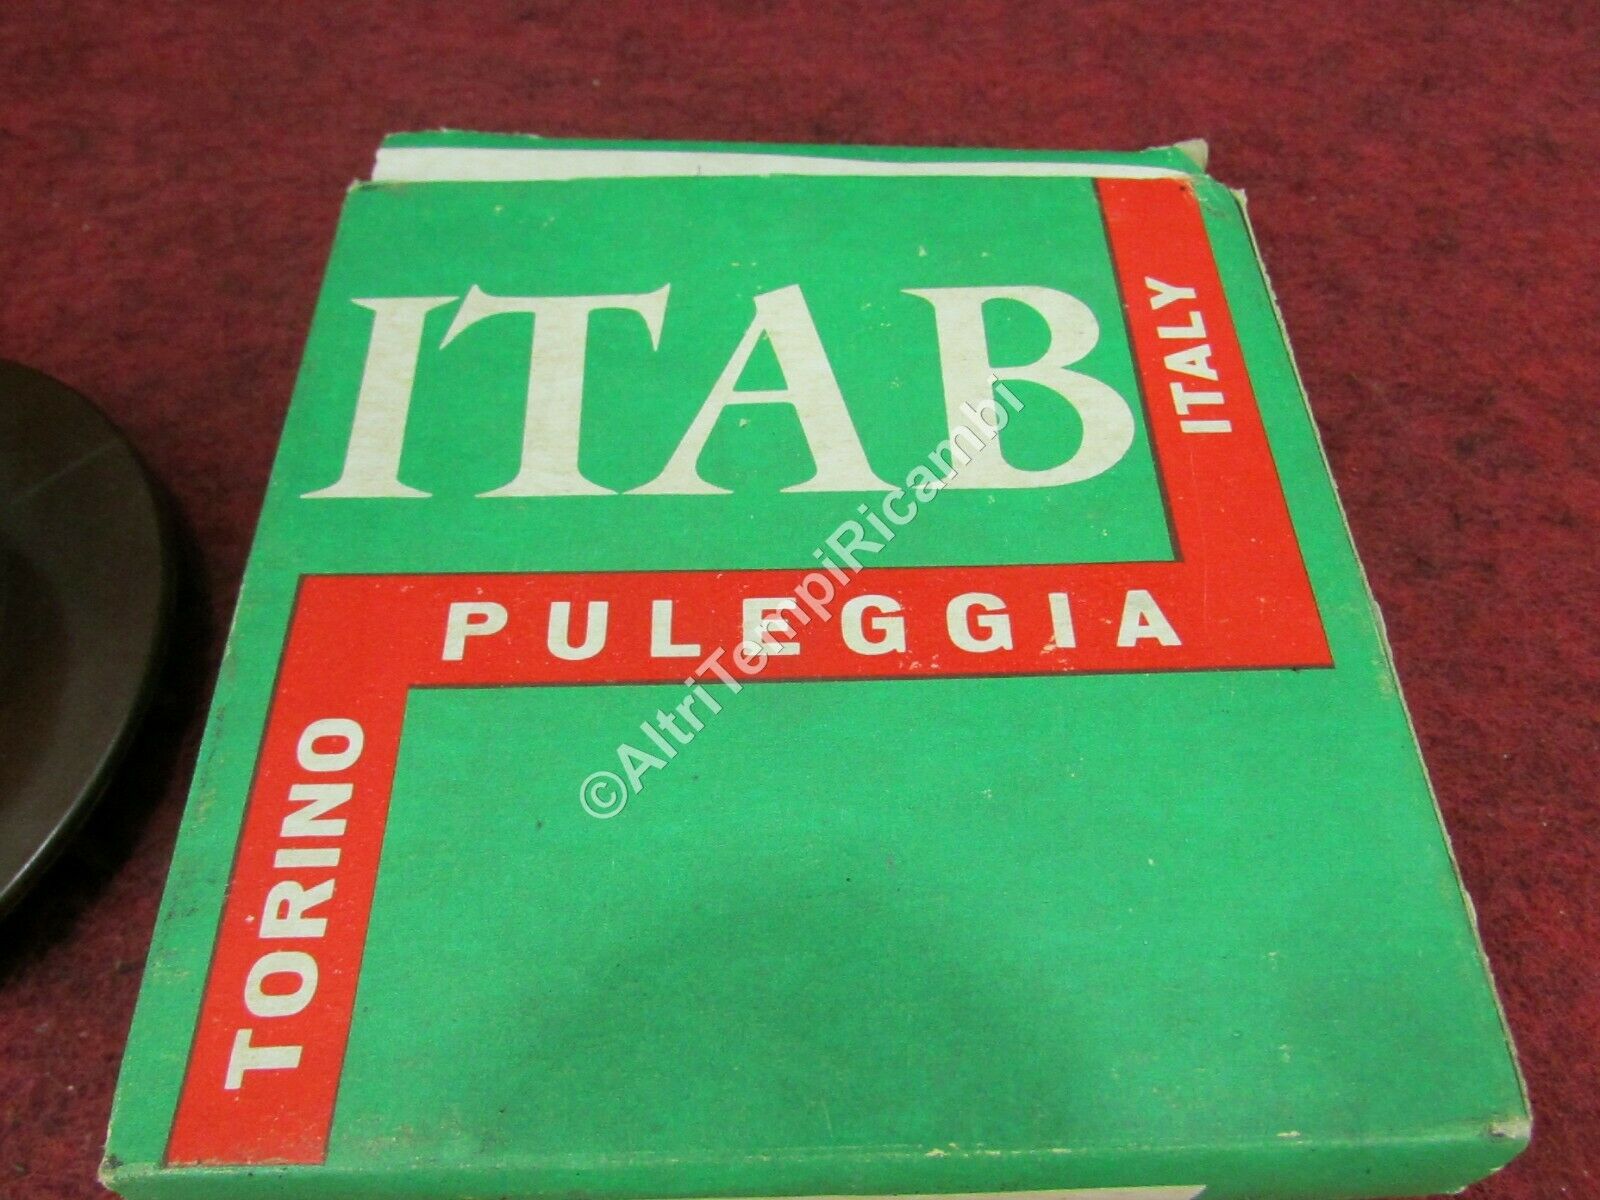 ITAB
ITALY
PULEGGIA
TORINO
©AltriTempiRicambi